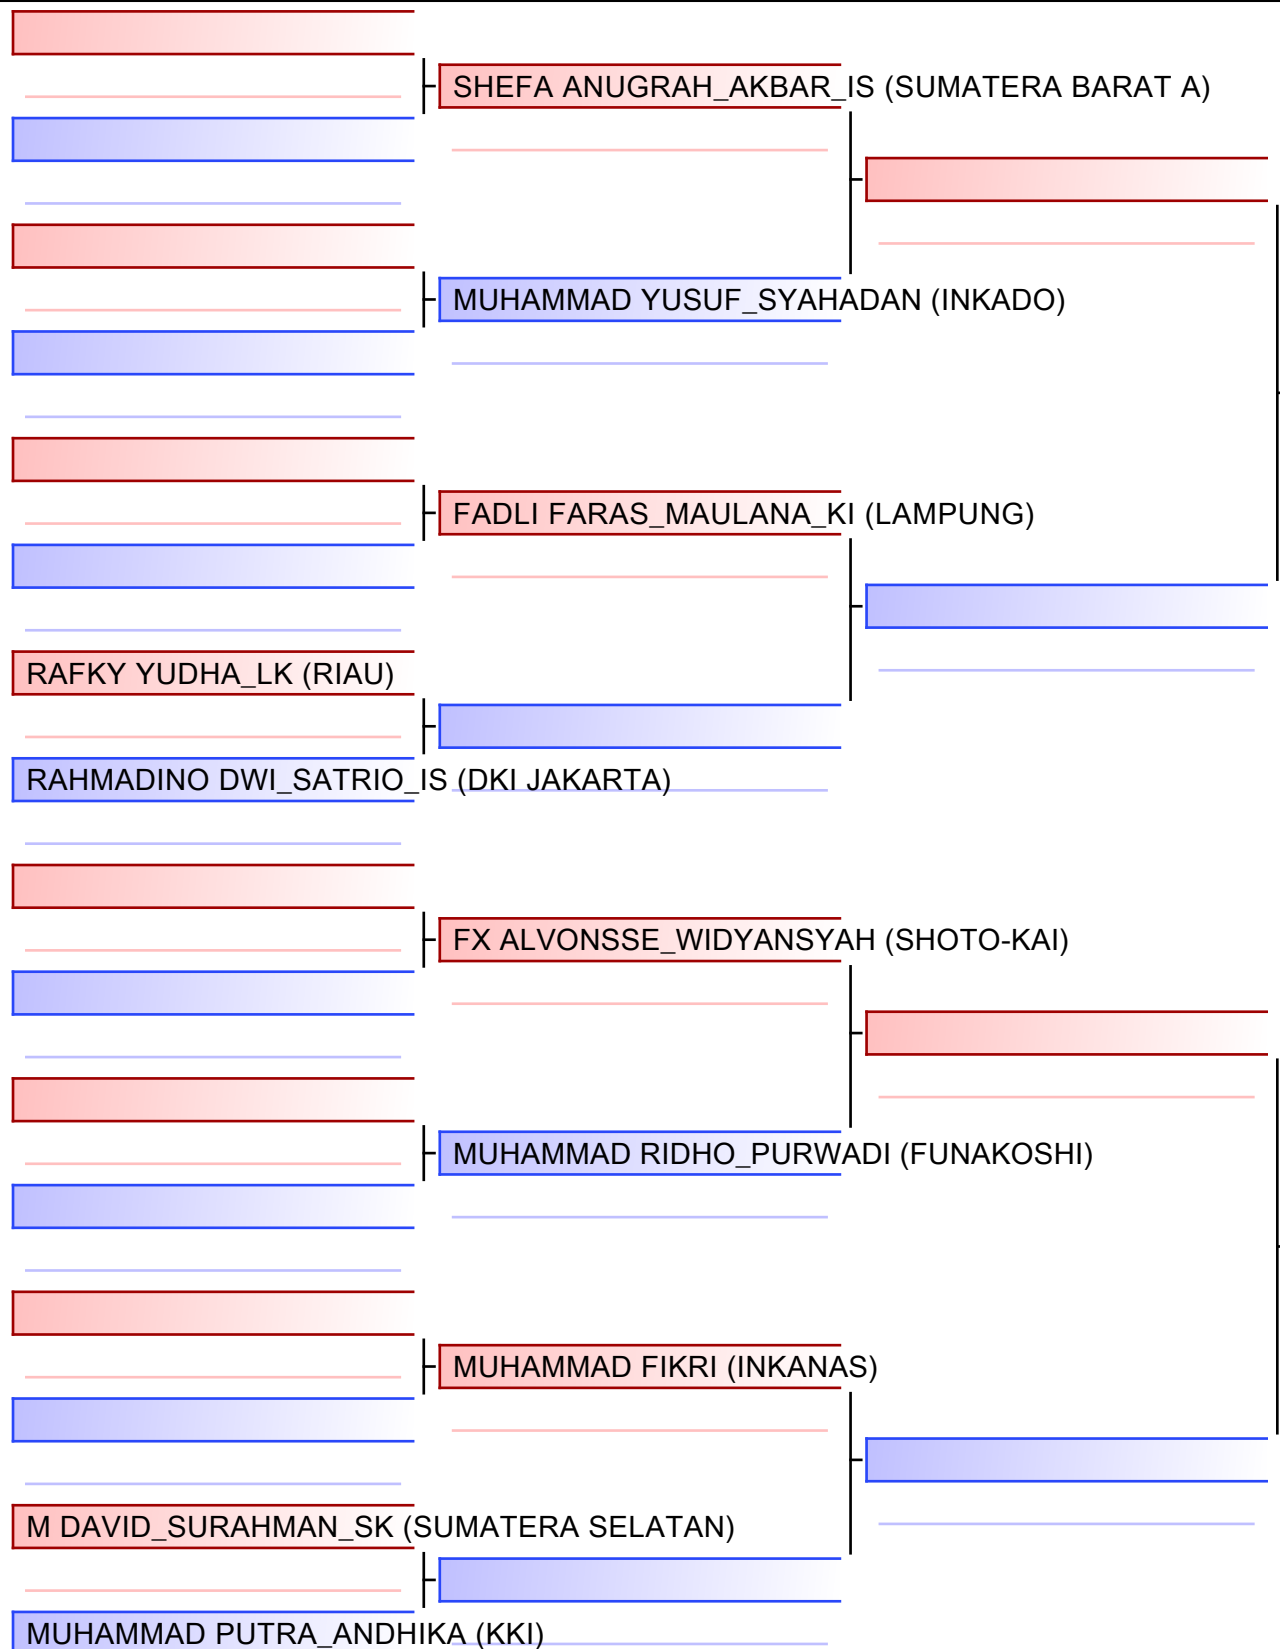 SHEFA ANUGRAH_AKBAR_IS (SUMATERA BARAT A)
MUHAMMAD YUSUF_SYAHADAN (INKADO)
FADLI FARAS_MAULANA_KI (LAMPUNG)
RAFKY YUDHA_LK (RIAU)
RAHMADINO DWI_SATRIO_IS (DKI JAKARTA)
FX ALVONSSE_WIDYANSYAH (SHOTO-KAI)
MUHAMMAD RIDHO_PURWADI (FUNAKOSHI)
MUHAMMAD FIKRI (INKANAS)
M DAVID_SURAHMAN_SK (SUMATERA SELATAN)
MUHAMMAD PUTRA_ANDHIKA (KKI)